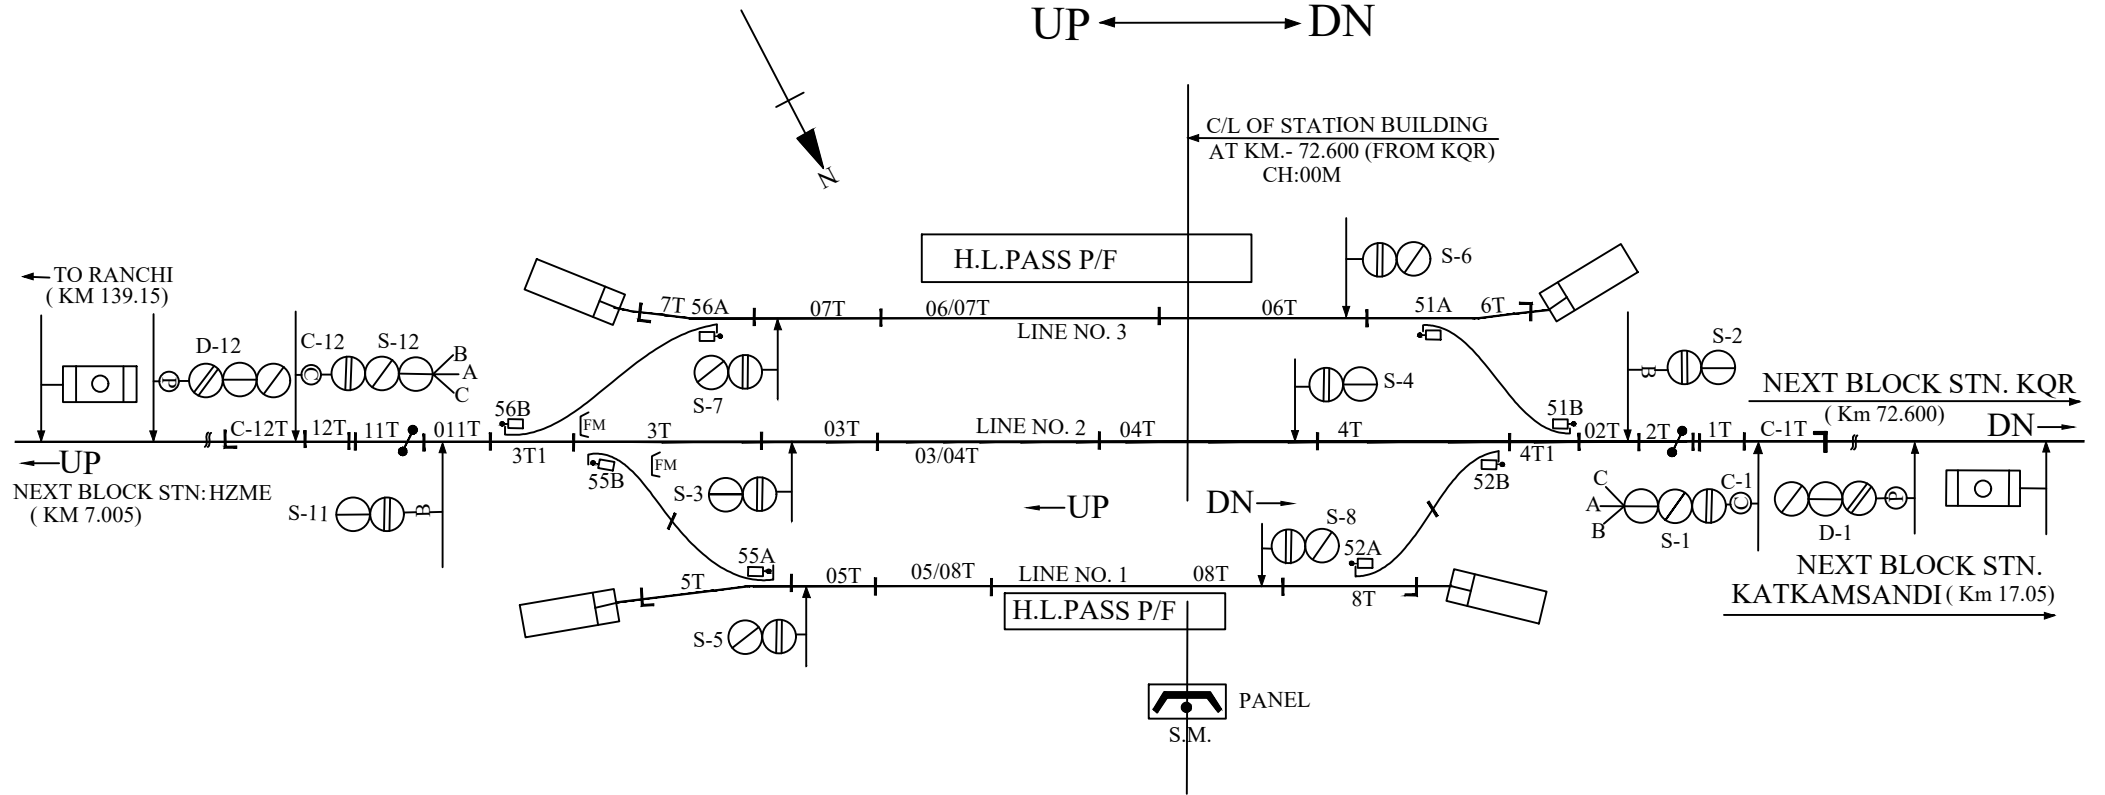 UP DN
C/L OF STATION BUILDING
AT KM.- 72.600 (FROM KQR)
CH:00M
N
H.L.PASS P/F
S-6
TO RANCHI
( KM 139.15)
7T 56A 07T 06/07T 06T 51A 6T
LINE NO. 3
D-12 C-12 S-12
B
A
C
P
C
S-7
S-4
S-2
B
NEXT BLOCK STN. KQR
( Km 72.600)
DN
56B
FM
51B
C-12T 12T 11T 011T 3T 03T LINE NO. 2 04T 4T 02T 2T 1T C-1T
3T1 03/04T 4T1
UP
NEXT BLOCK STN: HZME
( KM 7.005)
FM
55B
S-3
52B
S-11
B
UP DN
C
A
B
C-1
C
S-1
P
D-1
S-8
52A
NEXT BLOCK STN.
KATKAMSANDI ( Km 17.05)
55A
5T 05T 05/08T LINE NO. 1 08T
8T
H.L.PASS P/F
S-5
PANEL
S.M.